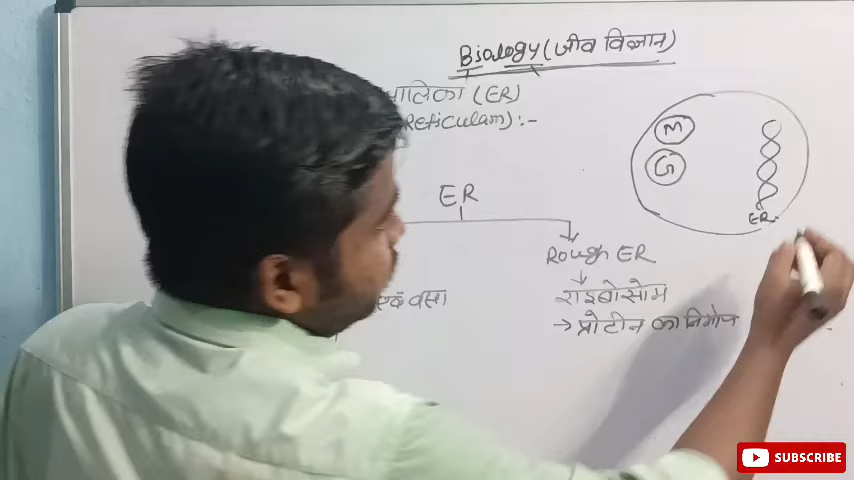 Biology (जीव विज्ञान)
(ER)
Reticulam) :-
ER
Rough ER
राइबोसोम
→ प्रोटीन का
एवं वसा
M
G
ER
SUBSCRIBE